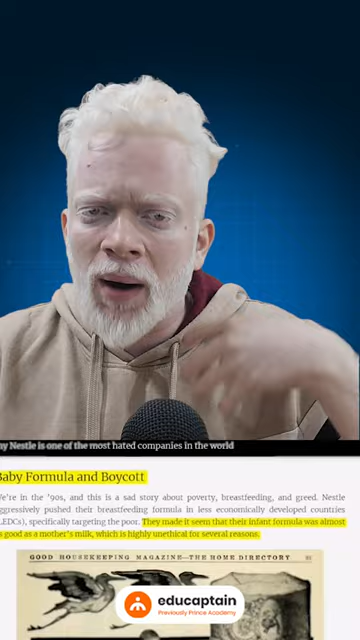 y Nestle is one of the most hated companies in the world
Baby Formula and Boycott
We're in the '90s, and this is a sad story about poverty, breastfeeding, and greed. Nestle
aggressively pushed their breastfeeding formula in less economically developed countries
LEDCs), specifically targeting the poor. They made it seem that their infant formula was almost
as good as a mother's milk, which is highly unethical for several reasons.
GOOD HOUSEKEEPING MAGAZINE—THE HOME DIRECTORY
educaptain
Previously Prince Academy